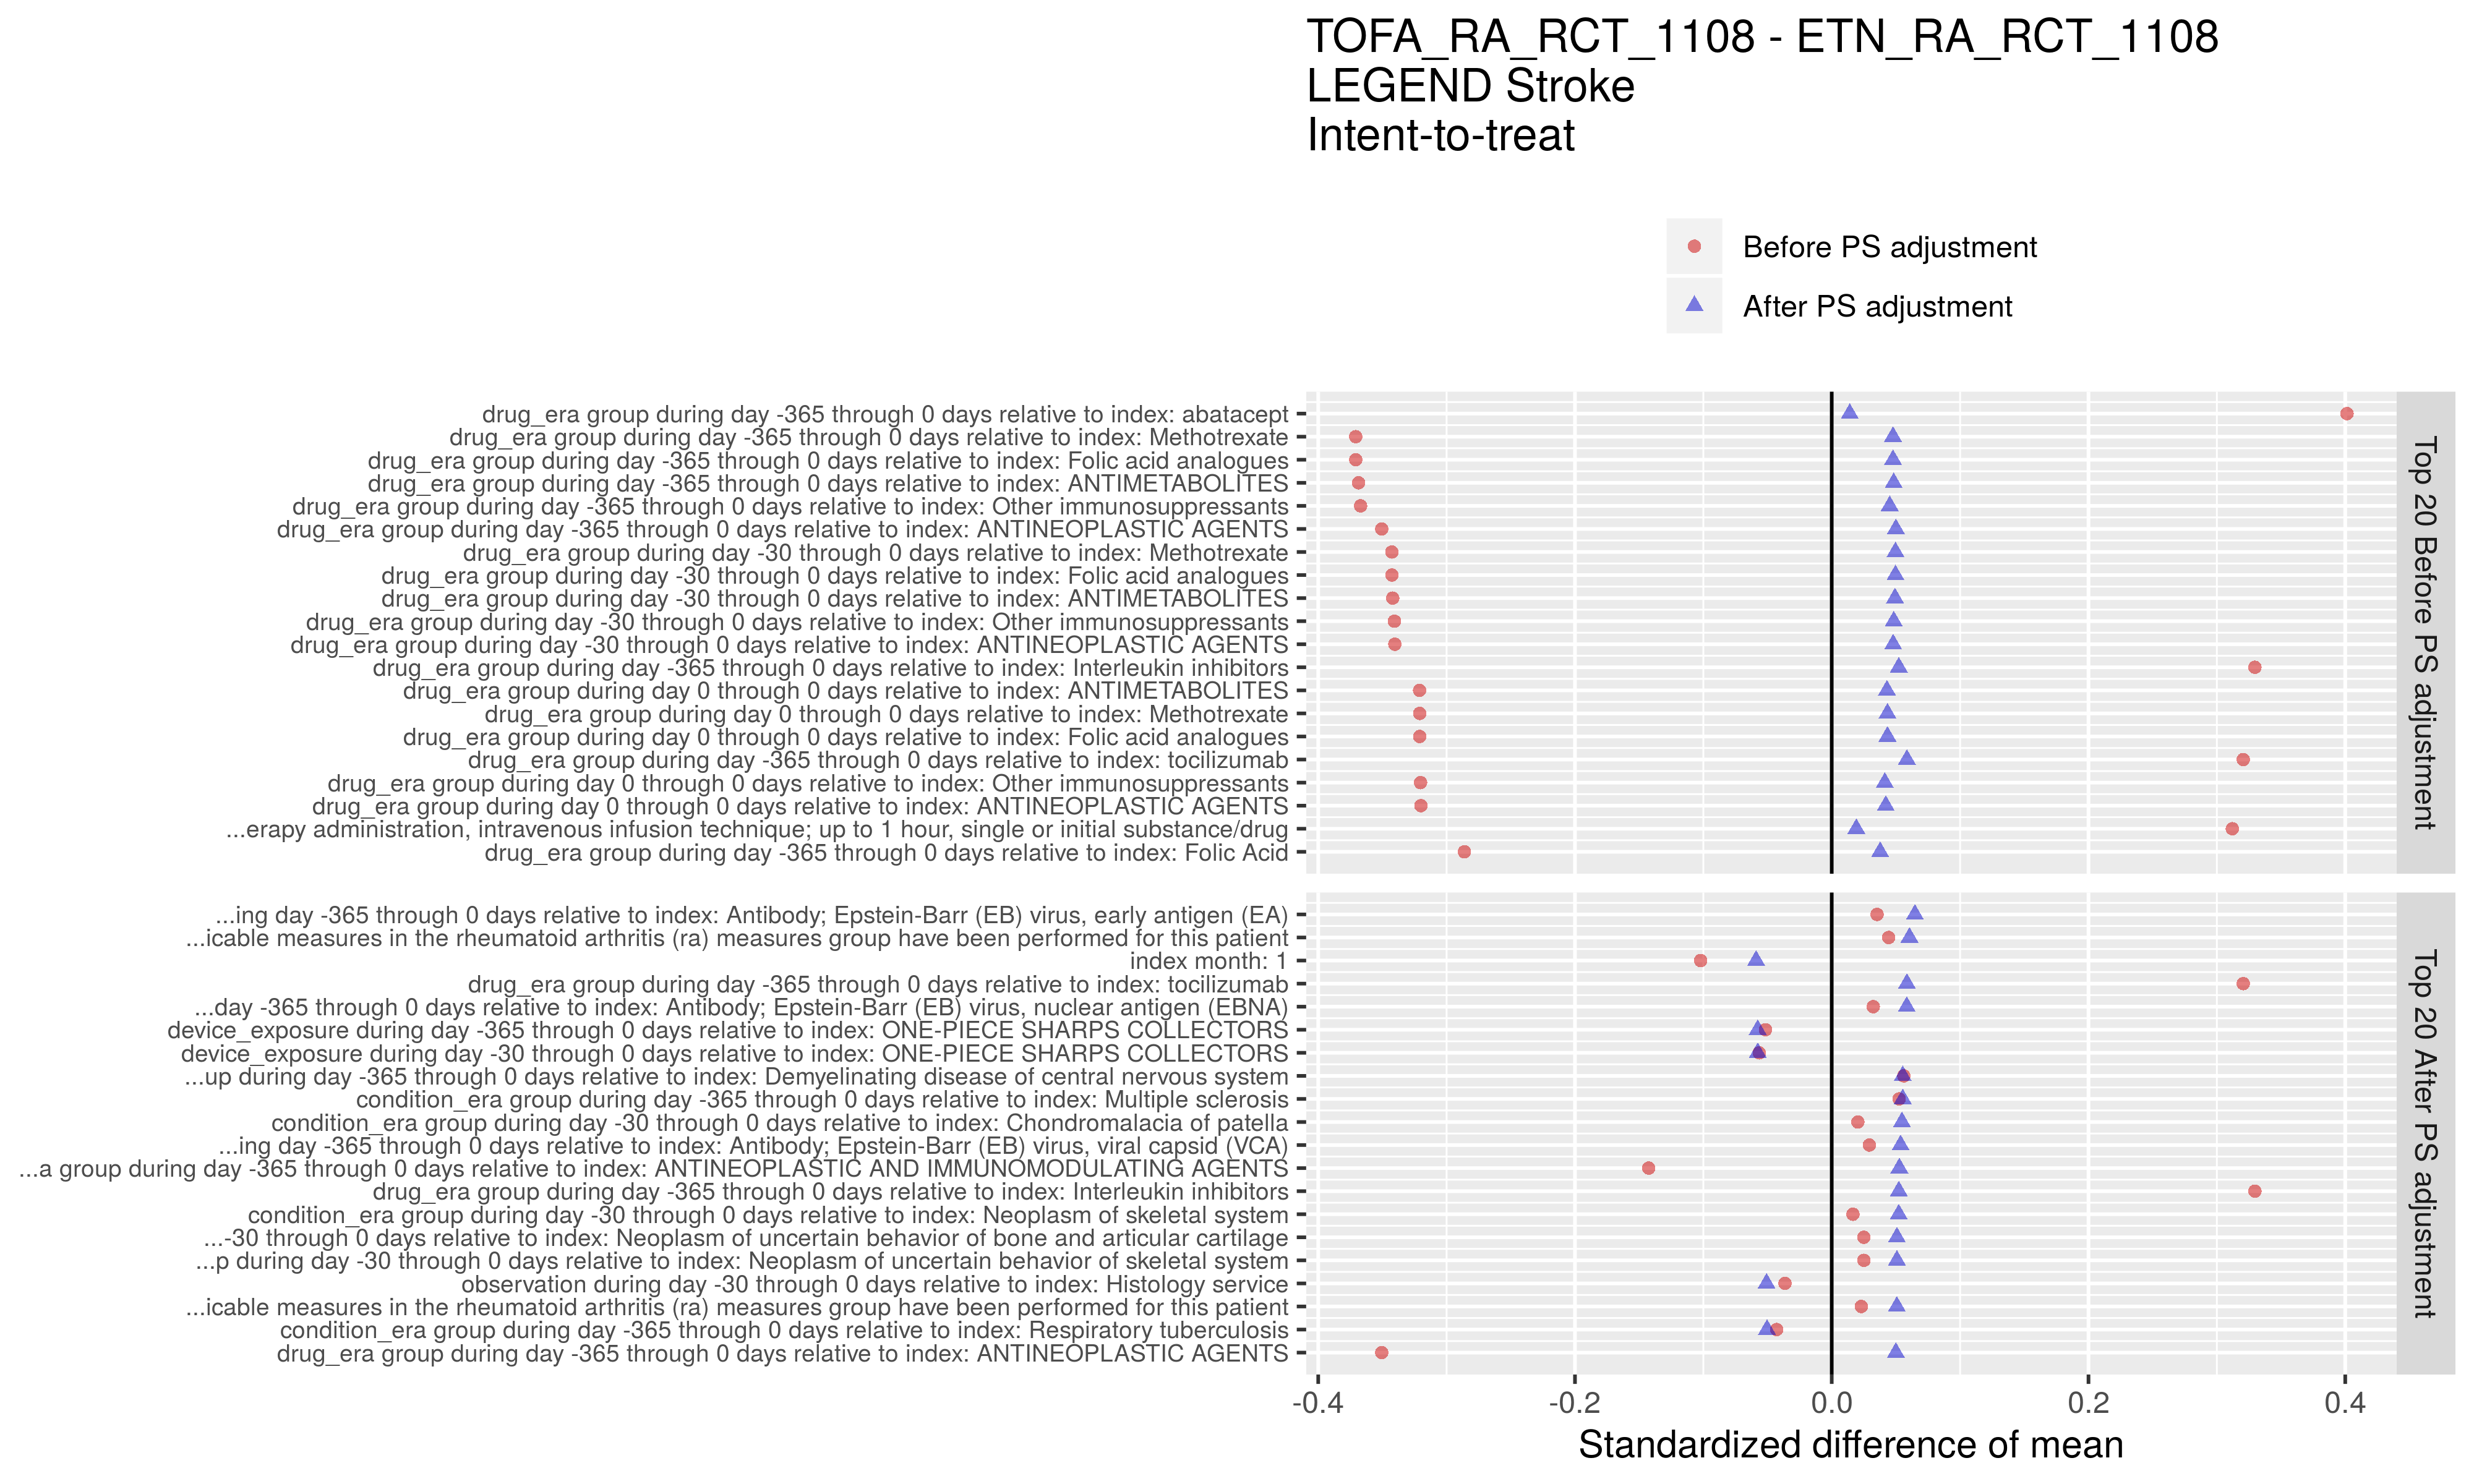 TOFA_RA_RCT_1108 - ETN_RA_RCT_1108
LEGEND Stroke
Intent-to-treat
Before PS adjustment
After PS adjustment
drug_era group during day -365 through 0 days relative to index: abatacept
drug_era group during day -365 through 0 days relative to index: Methotrexate
drug_era group during day -365 through 0 days relative to index: Folic acid analogues
drug_era group during day -365 through 0 days relative to index: ANTIMETABOLITES
drug_era group during day -365 through 0 days relative to index: Other immunosuppressants
drug_era group during day -365 through 0 days relative to index: ANTINEOPLASTIC AGENTS
drug_era group during day -30 through 0 days relative to index: Methotrexate
drug_era group during day -30 through 0 days relative to index: Folic acid analogues
drug_era group during day -30 through 0 days relative to index: ANTIMETABOLITES
drug_era group during day -30 through 0 days relative to index: Other immunosuppressants
drug_era group during day -30 through 0 days relative to index: ANTINEOPLASTIC AGENTS
drug_era group during day -365 through 0 days relative to index: Interleukin inhibitors
drug_era group during day 0 through 0 days relative to index: ANTIMETABOLITES
drug_era group during day 0 through 0 days relative to index: Methotrexate
drug_era group during day 0 through 0 days relative to index: Folic acid analogues
drug_era group during day -365 through 0 days relative to index: tocilizumab
drug_era group during day 0 through 0 days relative to index: Other immunosuppressants
drug_era group during day 0 through 0 days relative to index: ANTINEOPLASTIC AGENTS
...erapy administration, intravenous infusion technique; up to 1 hour, single or initial substance/drug
drug_era group during day -365 through 0 days relative to index: Folic Acid
Top 20 Before PS adjustment
...ing day -365 through 0 days relative to index: Antibody; Epstein-Barr (EB) virus, early antigen (EA)
...icable measures in the rheumatoid arthritis (ra) measures group have been performed for this patient
index month: 1
drug_era group during day -365 through 0 days relative to index: tocilizumab
...day -365 through 0 days relative to index: Antibody; Epstein-Barr (EB) virus, nuclear antigen (EBNA)
device_exposure during day -365 through 0 days relative to index: ONE-PIECE SHARPS COLLECTORS
device_exposure during day -30 through 0 days relative to index: ONE-PIECE SHARPS COLLECTORS
...up during day -365 through 0 days relative to index: Demyelinating disease of central nervous system
condition_era group during day -365 through 0 days relative to index: Multiple sclerosis
condition_era group during day -30 through 0 days relative to index: Chondromalacia of patella
...ing day -365 through 0 days relative to index: Antibody; Epstein-Barr (EB) virus, viral capsid (VCA)
...a group during day -365 through 0 days relative to index: ANTINEOPLASTIC AND IMMUNOMODULATING AGENTS
drug_era group during day -365 through 0 days relative to index: Interleukin inhibitors
condition_era group during day -30 through 0 days relative to index: Neoplasm of skeletal system
...-30 through 0 days relative to index: Neoplasm of uncertain behavior of bone and articular cartilage
...p during day -30 through 0 days relative to index: Neoplasm of uncertain behavior of skeletal system
observation during day -30 through 0 days relative to index: Histology service
...icable measures in the rheumatoid arthritis (ra) measures group have been performed for this patient
condition_era group during day -365 through 0 days relative to index: Respiratory tuberculosis
drug_era group during day -365 through 0 days relative to index: ANTINEOPLASTIC AGENTS
Top 20 After PS adjustment
-0.4 -0.2 0.0 0.2 0.4
Standardized difference of mean